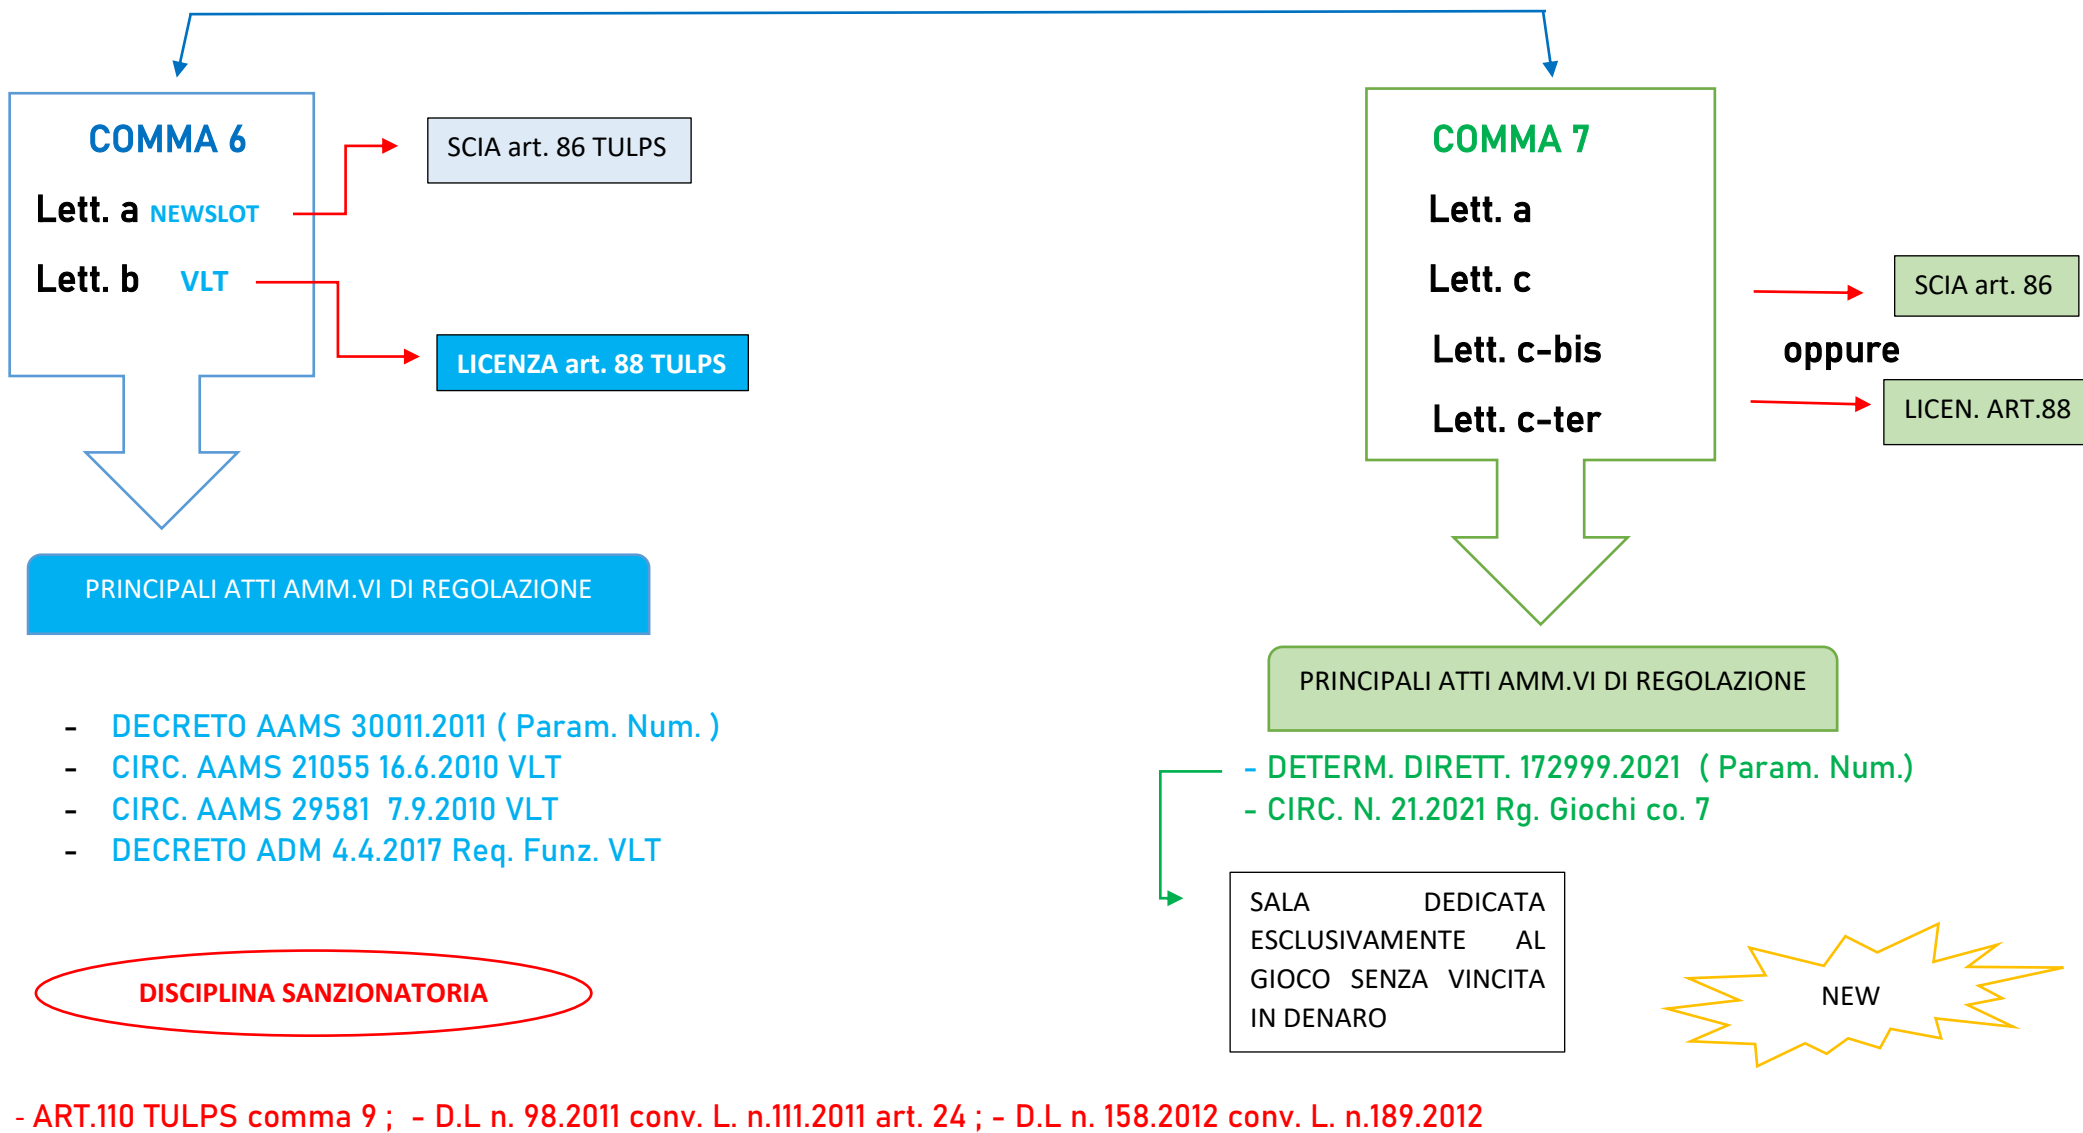 COMMA 6
Lett. a NEWSLOT
Lett. b VLT
SCIA art. 86 TULPS
LICENZA art. 88 TULPS
COMMA 7
Lett. a
Lett. c
Lett. c-bis
Lett. c-ter
SCIA art. 86
oppure
LICEN. ART.88
PRINCIPALI ATTI AMM.VI DI REGOLAZIONE
- DECRETO AAMS 30011.2011 ( Param. Num. )
- CIRC. AAMS 21055 16.6.2010 VLT
- CIRC. AAMS 29581 7.9.2010 VLT
- DECRETO ADM 4.4.2017 Req. Funz. VLT
PRINCIPALI ATTI AMM.VI DI REGOLAZIONE
- DETERM. DIRETT. 172999.2021 ( Param. Num.)
- CIRC. N. 21.2021 Rg. Giochi co. 7
SALA DEDICATA
ESCLUSIVAMENTE AL
GIOCO SENZA VINCITA
IN DENARO
NEW
DISCIPLINA SANZIONATORIA
- ART.110 TULPS comma 9 ; - D.L n. 98.2011 conv. L. n.111.2011 art. 24 ; - D.L n. 158.2012 conv. L. n.189.2012